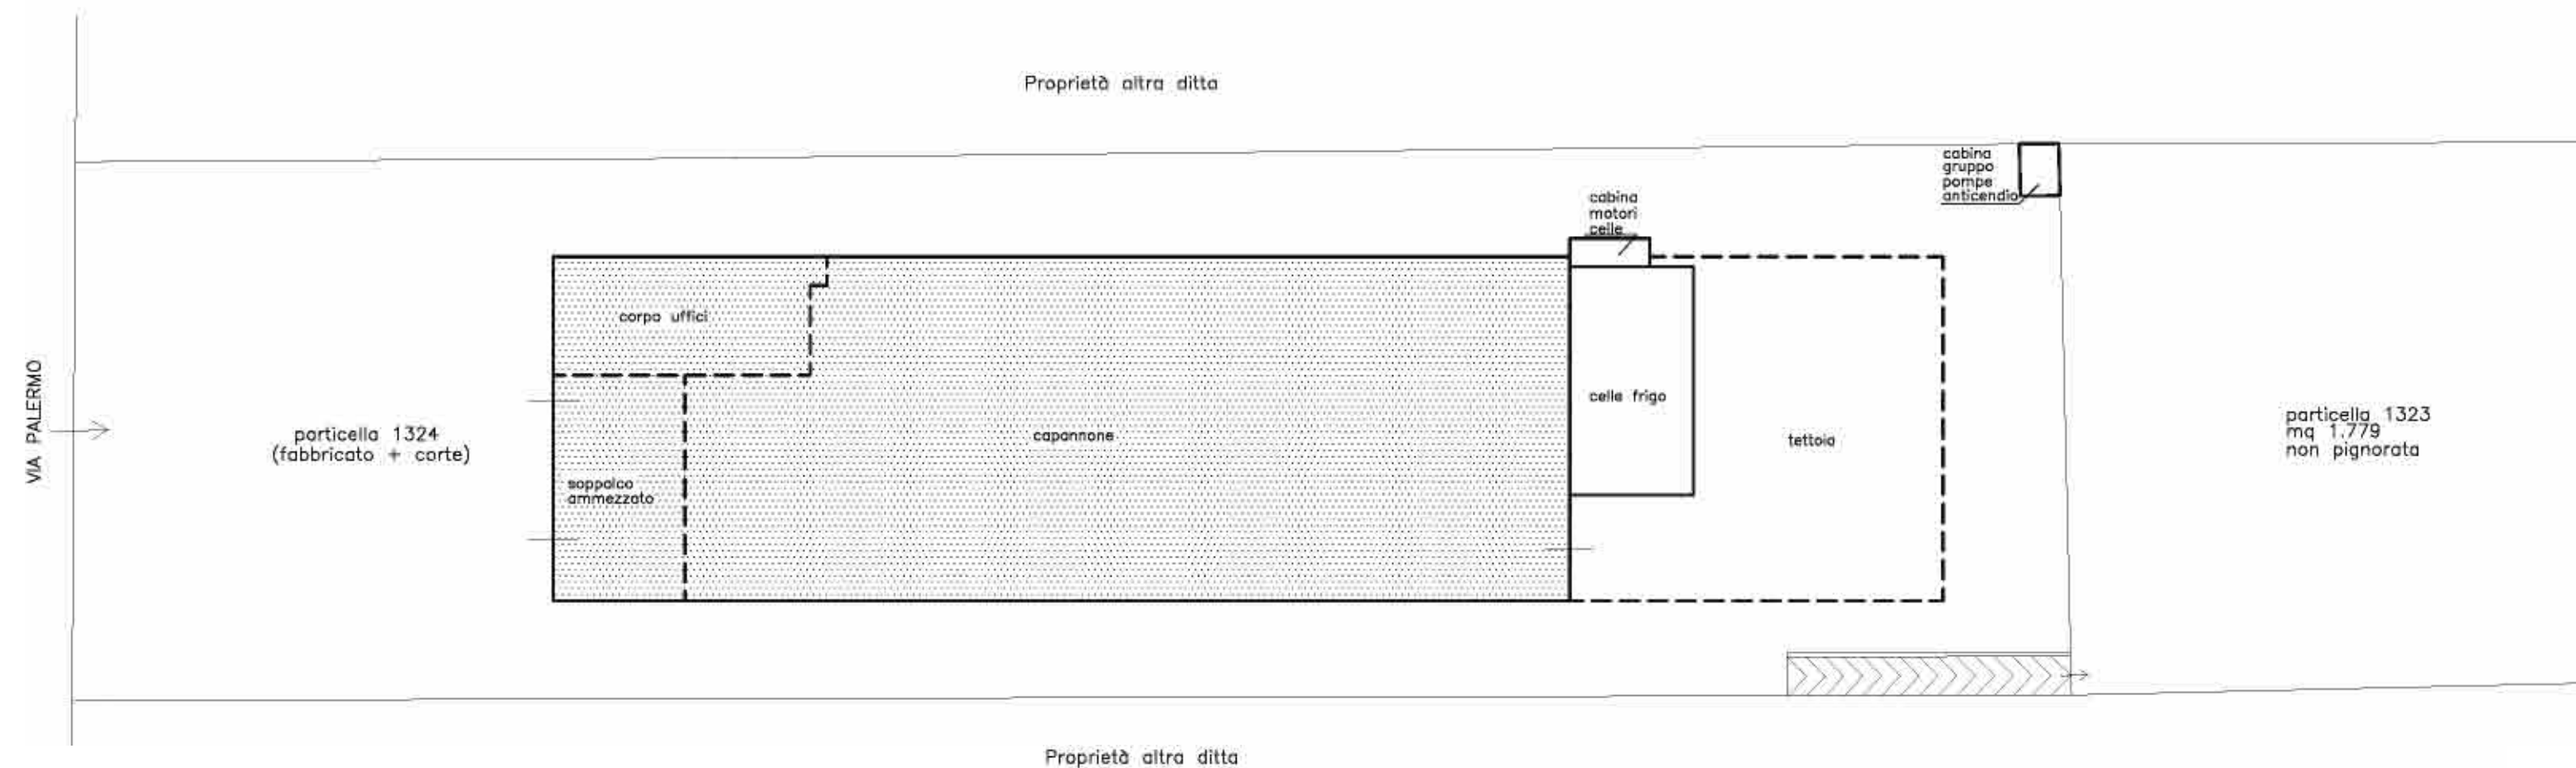 Proprietà altra ditta
cabina
gruppo
pompe
anticendio
cabina
motori
celle
corpo uffici
VIA PALERMO
particella 1324
(fabbricato + corte)
soppalco
ammezzato
capannone
celle frigo
tettoia
particella 1323
mq 1.779
non pignorata
Proprietà altra ditta